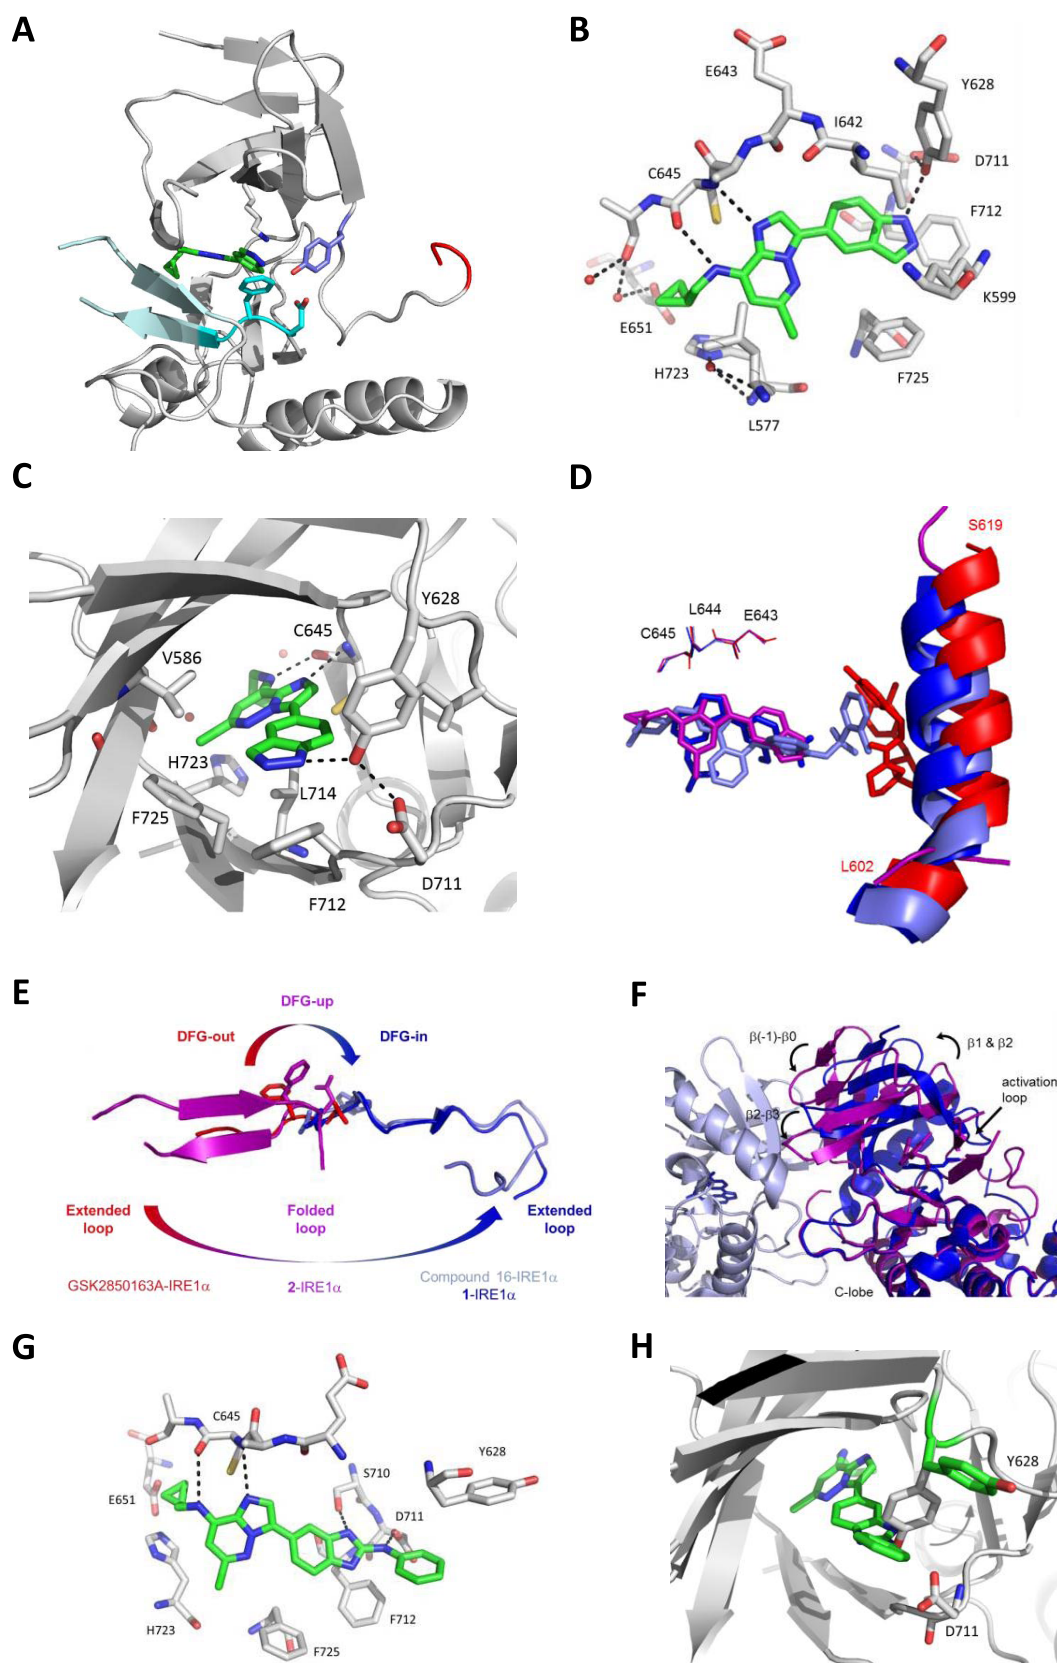 A
B
E643
Y628
I642
D711
C645
F712
K599
E651
H723
F725
L577
C
D
S619
Y628
C645
L644
E643
C645
V586
H723
L714
F725
L602
D711
F712
E
F
DFG-up
DFG-out
DFG-in
β(-1)-β0
β1 & β2
activation
loop
β2-β3
Extended
loop
Folded
loop
Extended
loop
GSK2850163A-IRE1α
2-IRE1α
Compound 16-IRE1α
1-IRE1α
C-lobe
G
H
C645
Y628
S710
E651
D711
Y628
F712
H723
F725
D711